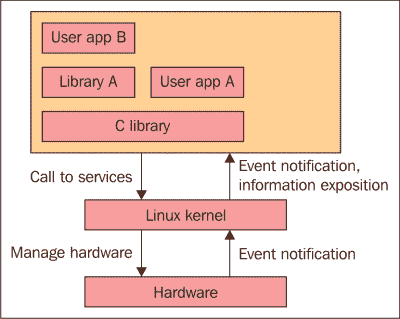 User app B
Library A
User app A
C library
Call to services
Event notification,
information exposition
Linux kernel
Manage hardware
Event notification
Hardware